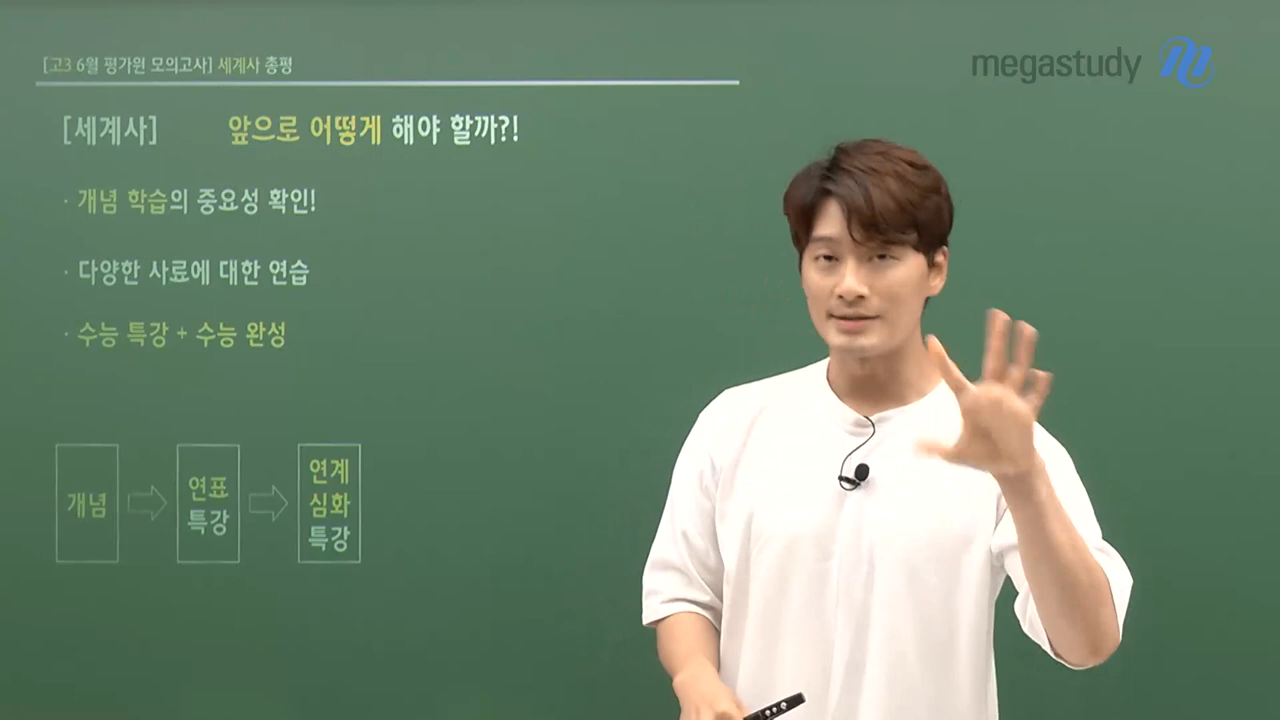 [고3 6월 평가원 모의고사] 세계사 총평
megastudy
[세계사] 앞으로 어떻게 해야 할까?!
· 개념 학습의 중요성 확인!
· 다양한 사료에 대한 연습
· 수능 특강 + 수능 완성
개념
연표
특강
연계
심화
특강